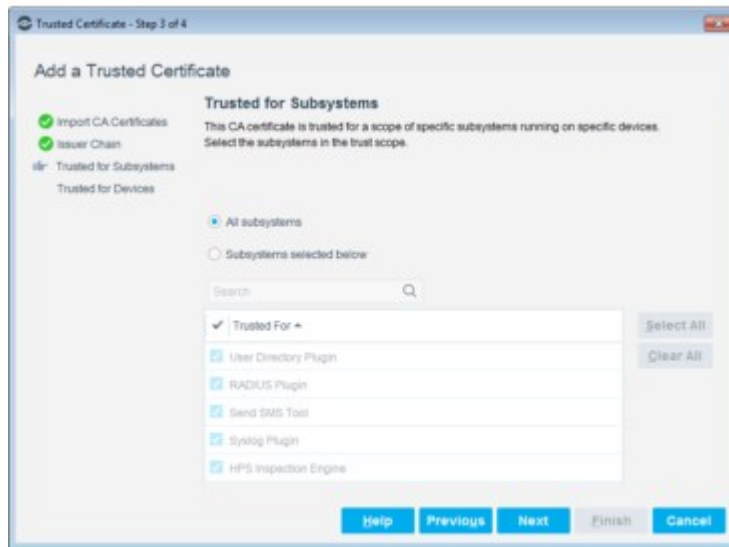 Trusted Certificate - Step 3 of 4
Add a Trusted Certificate
Import CA Certificates
Issuer Chain
Trusted for Subsystems
Trusted for Devices
Trusted for Subsystems
This CA certificate is trusted for a scope of specific subsystems running on specific devices.
Select the subsystems in the trust scope.
All subsystems
Subsystems selected below
Search
Trusted For
Select All
Clear All
User Directory Plugin
RADIUS Plugin
Send SMS Tool
Syslog Plugin
HPS Inspection Engine
Help Previous Next Finish Cancel